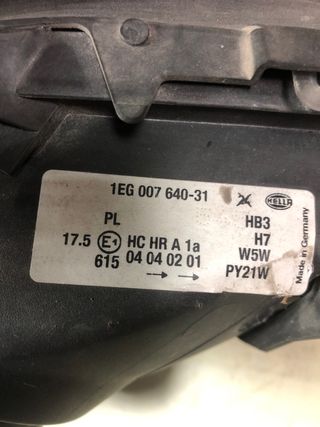 1EG 007 640-31
HELLA
PL
HB3
17.5 E1 HC HR A 1a
H7
615 04 04 02 01
W5W
PY21W
Made in Germany